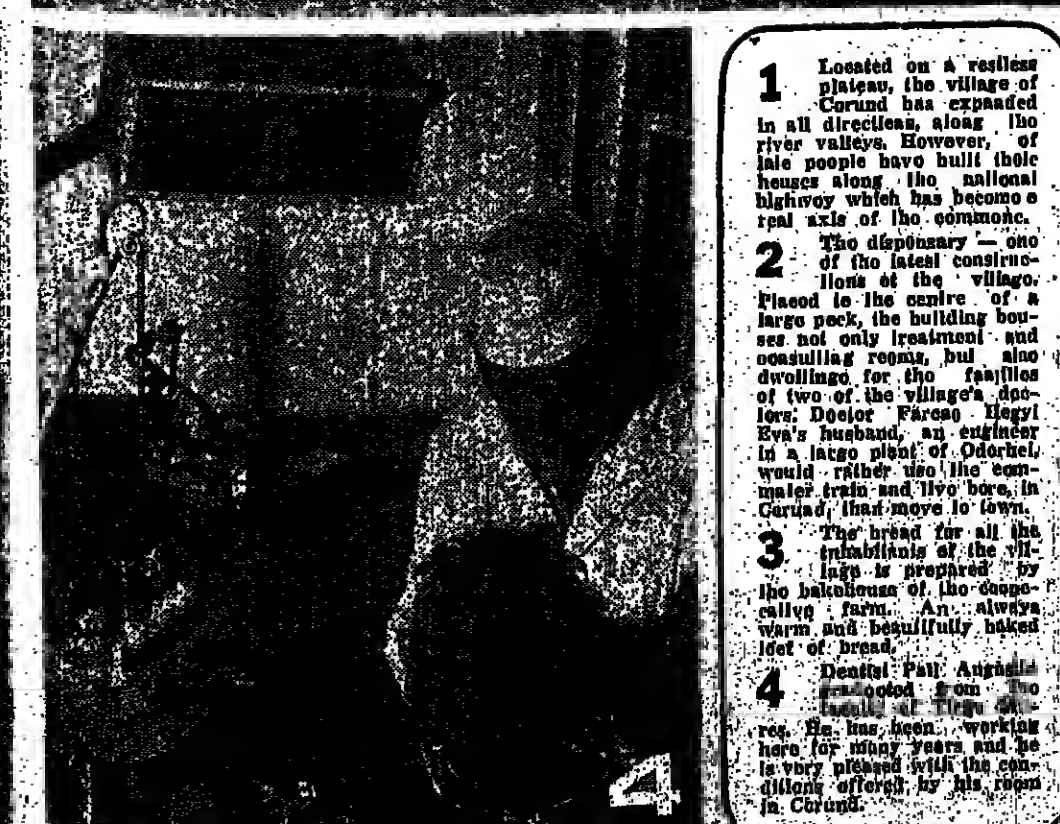 1 Located on a restless
plateau, the village of
Corund has expanded
in all directions, along the
river valleys. However, of
late people have built their
houses along the national
highway which has become a
real axis of the commune.
2 The dispensary — one
of the latest construc-
tions of the village.
Placed in the centre of a
large park, the building hou-
ses not only treatment and
consulting rooms, but also
dwellings for the families
of two of the village's doc-
tors. Doctor Farcaș Hegyi
Eva's husband, an engineer
in a large plant of Odorhei,
would rather use the com-
muter train and live here, in
Corund, than move to town.
3 The bread for all the
inhabitants of the vil-
lage is prepared by
the bakehouse of the coope-
rative farm. An always
warm and beautifully baked
loaf of bread.
4 Dentist Pall
graduated from the
faculty of Tîrgu Mu-
reș. He has been working
here for many years and he
is very pleased with the con-
ditions offered by his room
in Corund.
4